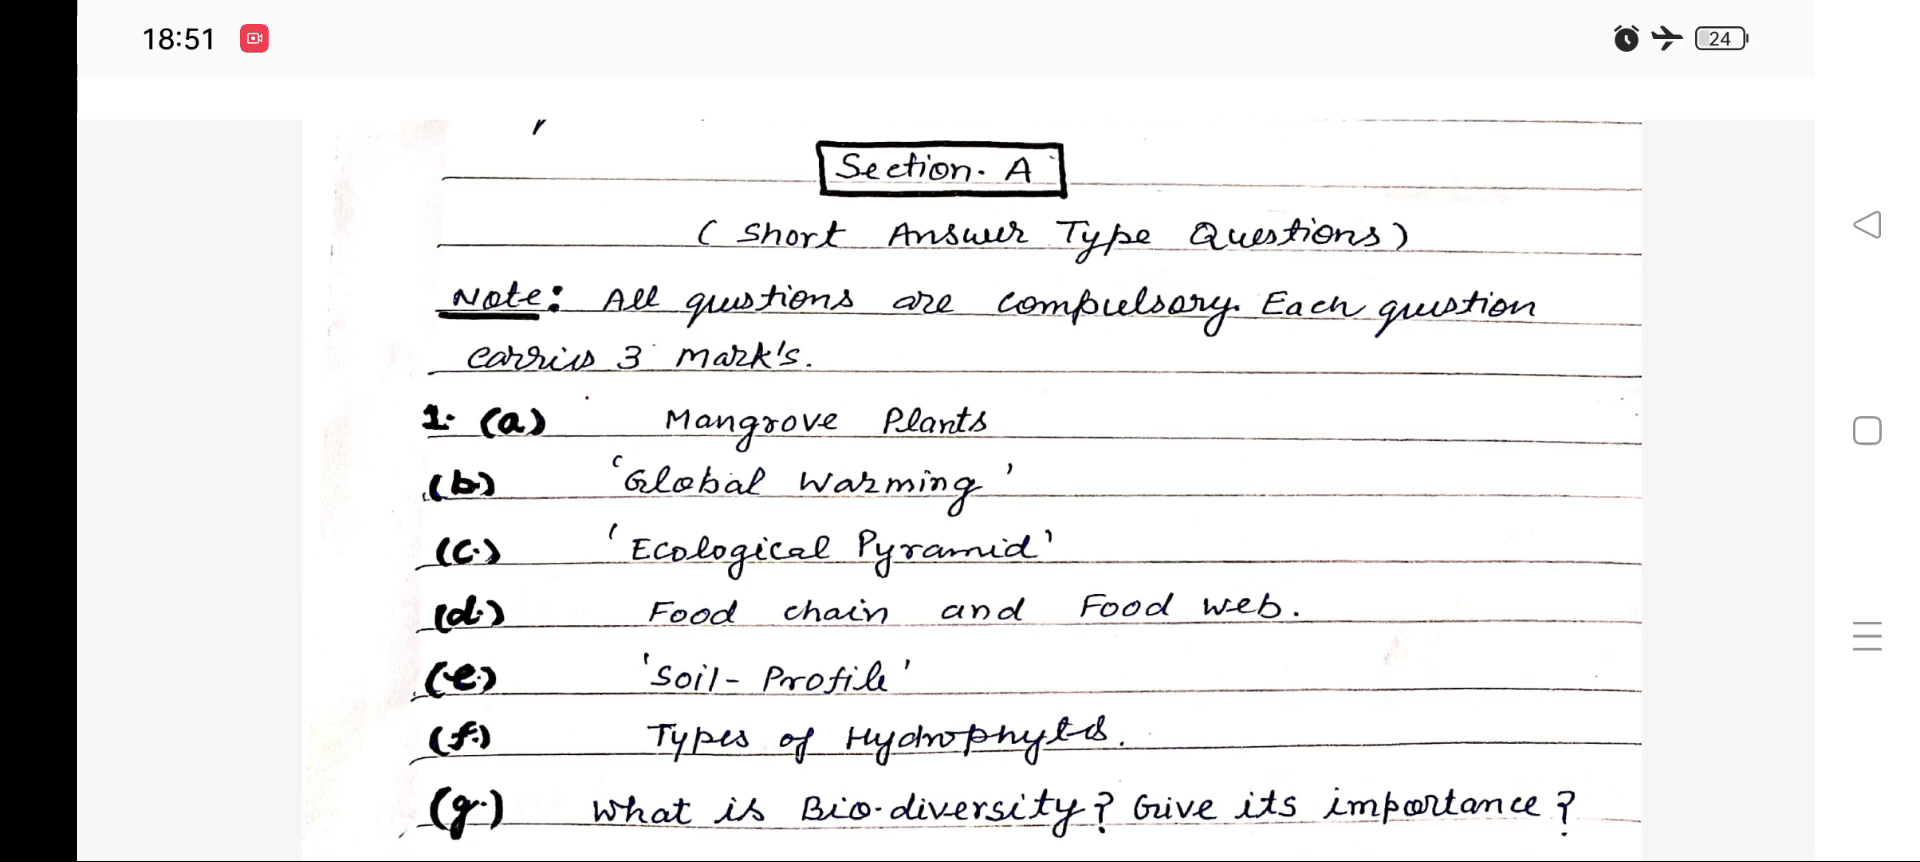 18:51
24
Section. A
( Short Answer Type Questions )
Note: All questions are compulsory. Each question
carries 3 Mark's.
1. (a) Mangrove Plants
(b) 'Global Warming'
(c.) 'Ecological Pyramid'
(d.) Food chain and Food web.
(e.) 'Soil - Profile'
(f.) Types of Hydrophytes.
(g.) What is Bio-diversity? Give its importance?